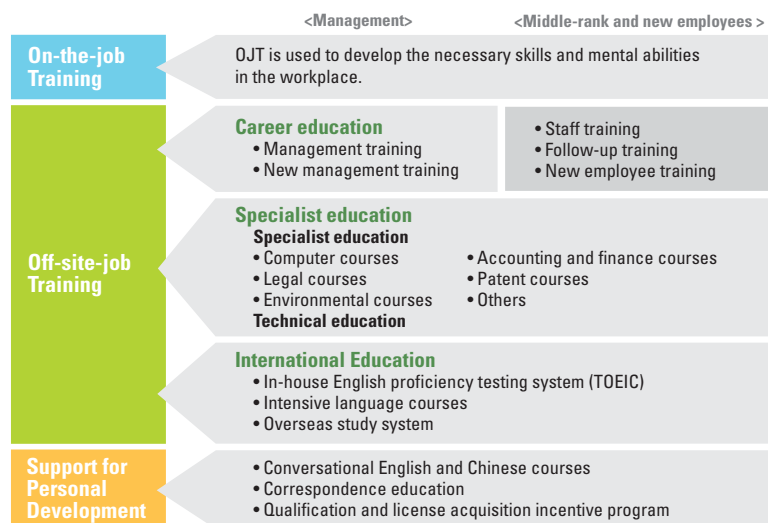 <Management>
<Middle-rank and new employees >
On-the-job
Training
OJT is used to develop the necessary skills and mental abilities
in the workplace.
Off-site-job
Training
Career education
• Management training
• New management training
• Staff training
• Follow-up training
• New employee training
Specialist education
Specialist education
• Computer courses
• Legal courses
• Environmental courses
• Accounting and finance courses
• Patent courses
• Others
Technical education
International Education
• In-house English proficiency testing system (TOEIC)
• Intensive language courses
• Overseas study system
Support for
Personal
Development
• Conversational English and Chinese courses
• Correspondence education
• Qualification and license acquisition incentive program